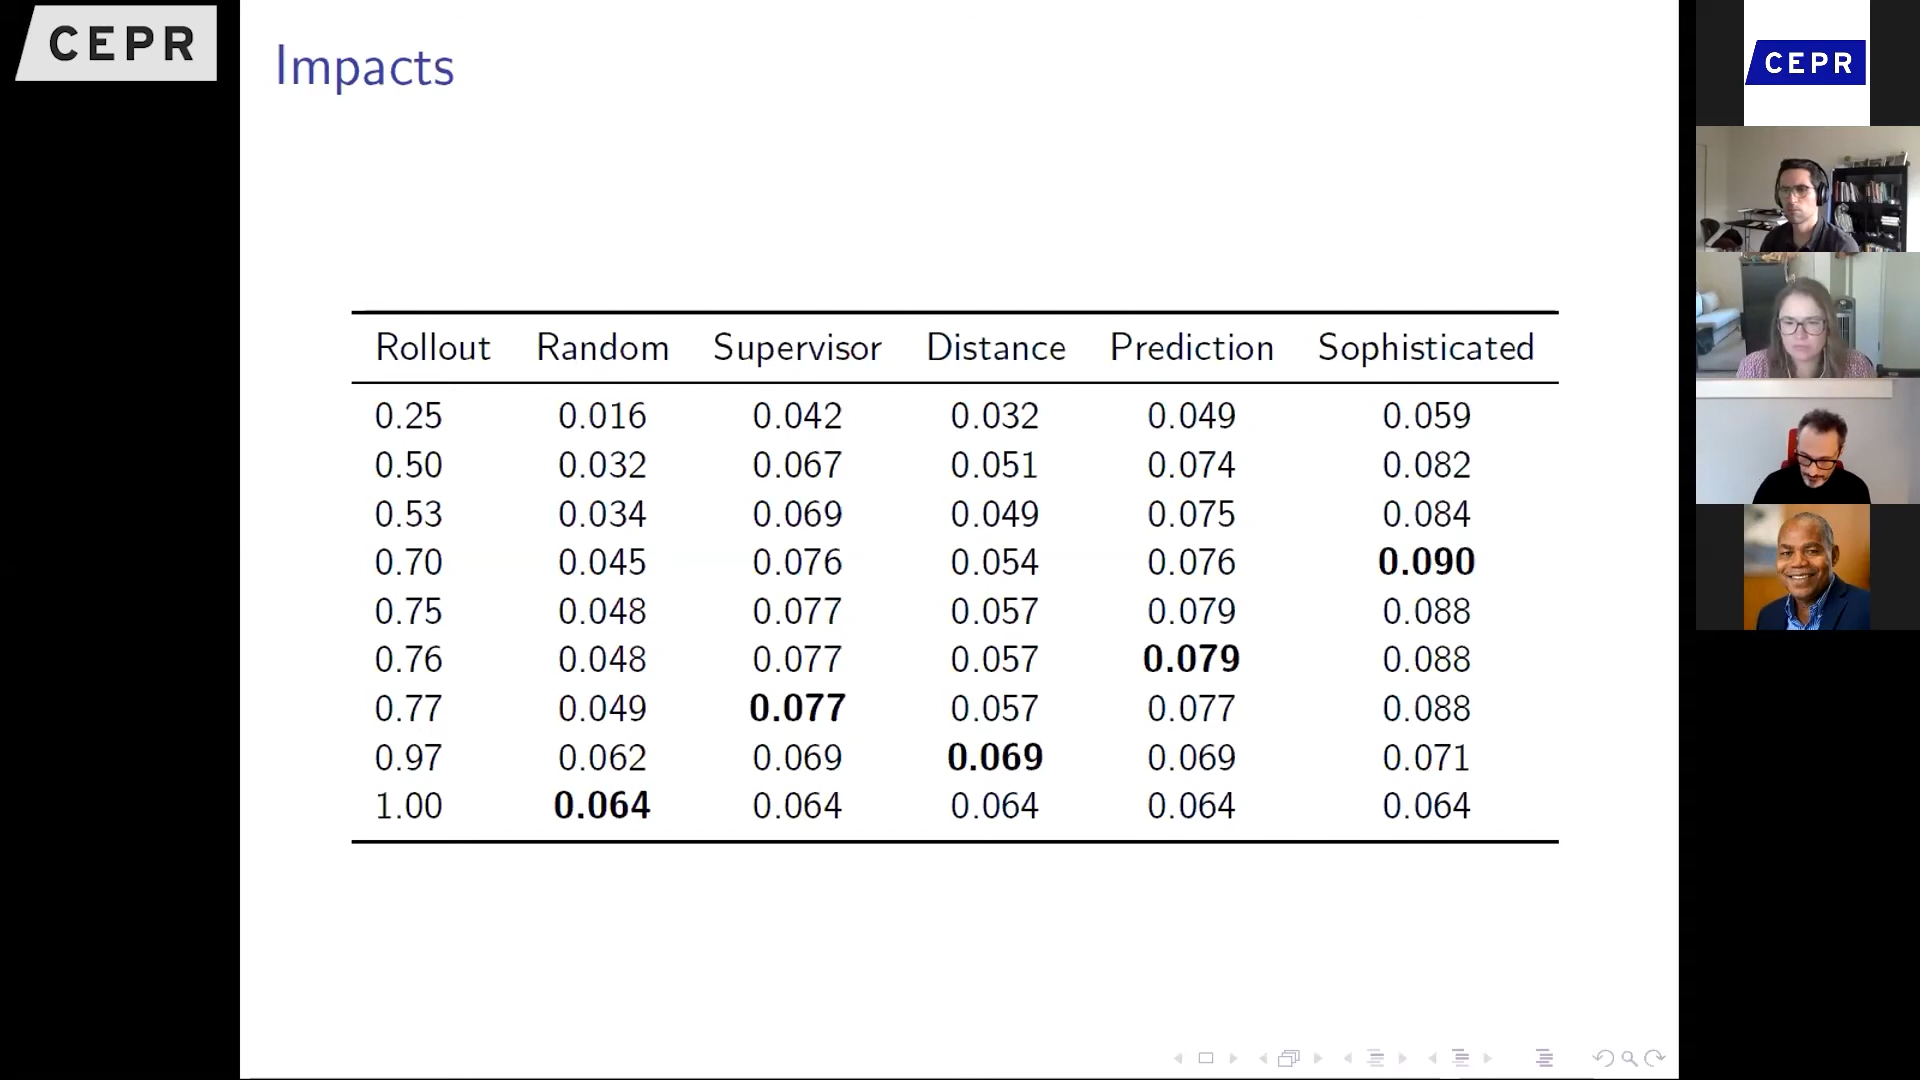 CEPR
Impacts
CEPR
Rollout Random Supervisor Distance Prediction Sophisticated
0.25 0.016 0.042 0.032 0.049 0.059
0.50 0.032 0.067 0.051 0.074 0.082
0.53 0.034 0.069 0.049 0.075 0.084
0.70 0.045 0.076 0.054 0.076 0.090
0.75 0.048 0.077 0.057 0.079 0.088
0.76 0.048 0.077 0.057 0.079 0.088
0.77 0.049 0.077 0.057 0.077 0.088
0.97 0.062 0.069 0.069 0.069 0.071
1.00 0.064 0.064 0.064 0.064 0.064